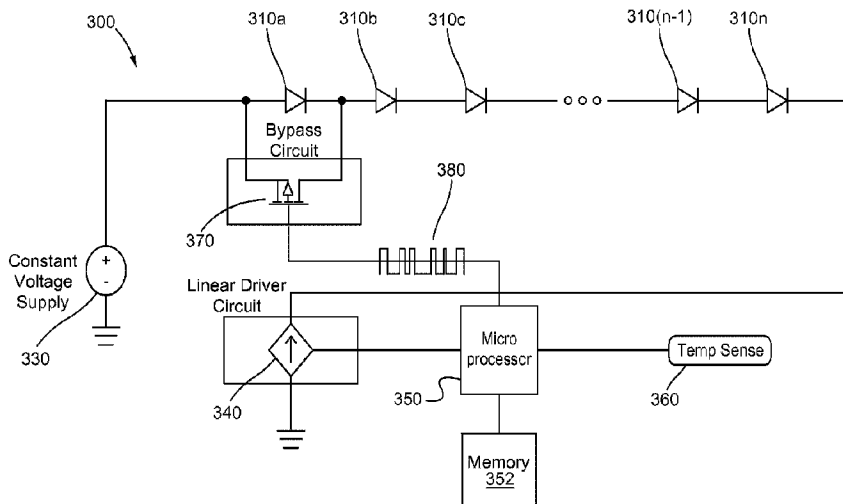 300
310a
310b
310c
310(n-1)
310n
Bypass
Circuit
370
380
Constant
Voltage
Supply
+
-
330
Linear Driver
Circuit
340
Micro
processor
350
Temp Sense
360
Memory
352